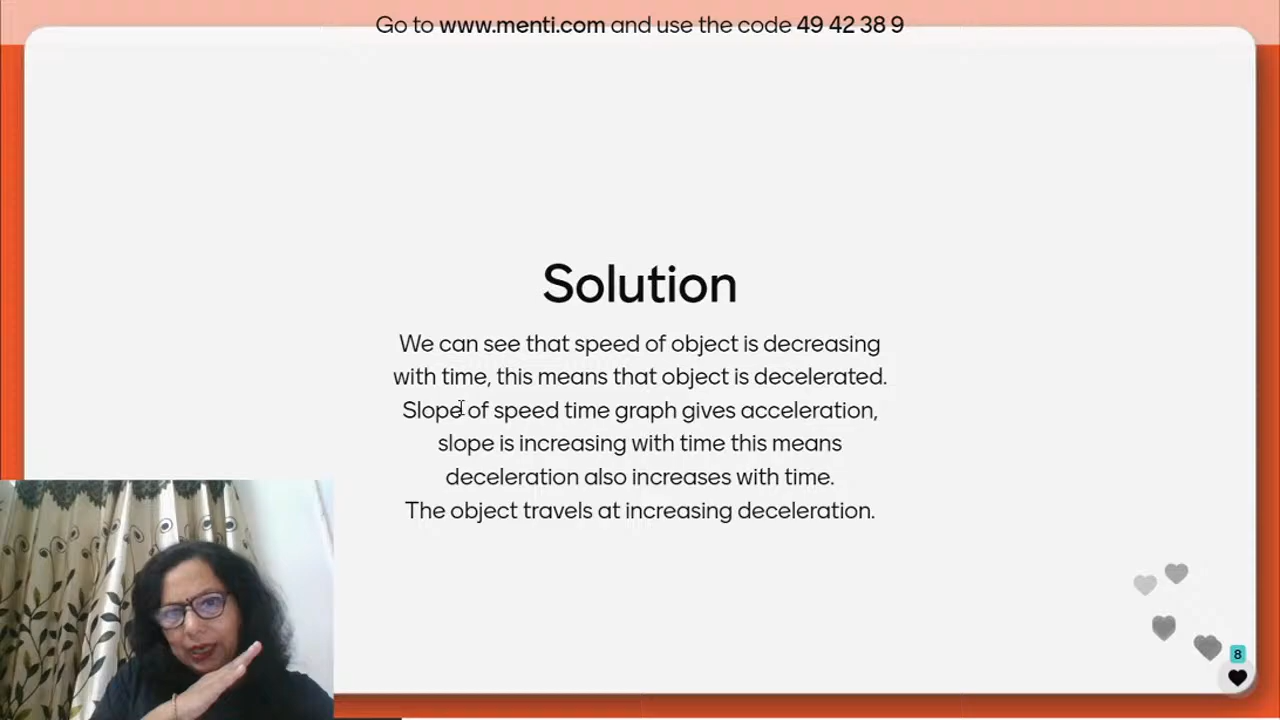 Go to www.menti.com and use the code 49 42 38 9
Solution
We can see that speed of object is decreasing
with time, this means that object is decelerated.
Slope of speed time graph gives acceleration,
slope is increasing with time this means
deceleration also increases with time.
The object travels at increasing deceleration.
8